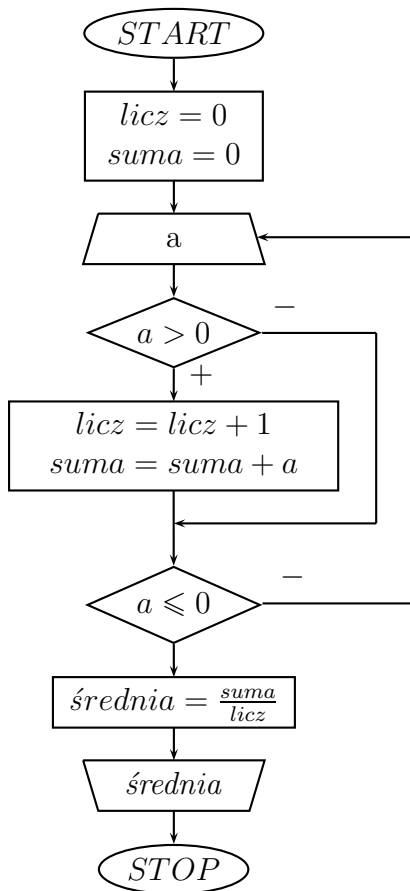 START
licz = 0
suma = 0
a
−
a > 0
+
licz = licz + 1
suma = suma + a
−
a ⩽ 0
średnia = suma/licz
średnia
STOP